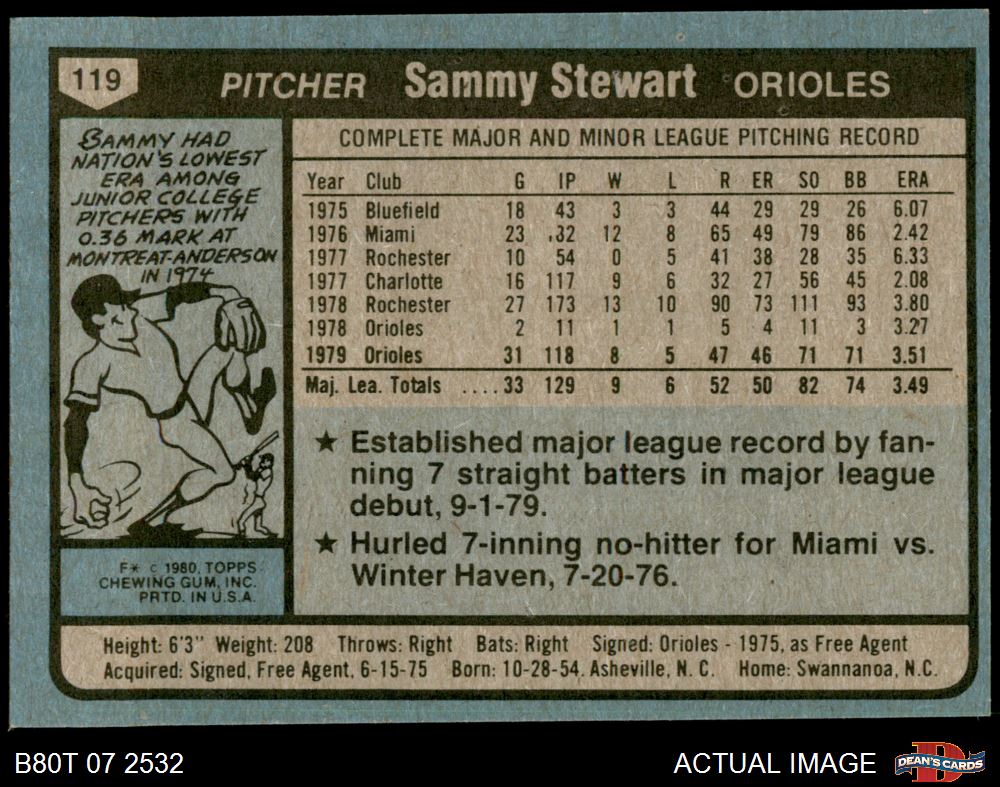 119 PITCHER Sammy Stewart ORIOLES
SAMMY HAD
NATION'S LOWEST
ERA AMONG
JUNIOR COLLEGE
PITCHERS WITH
0.36 MARK AT
MONTREAT-ANDERSON
IN 1974
F* © 1980, TOPPS
CHEWING GUM, INC.
PRTD. IN U.S.A.
COMPLETE MAJOR AND MINOR LEAGUE PITCHING RECORD
Year Club G IP W L R ER SO BB ERA
1975 Bluefield 18 43 3 3 44 29 29 26 6.07
1976 Miami 23 .32 12 8 65 49 79 86 2.42
1977 Rochester 10 54 0 5 41 38 28 35 6.33
1977 Charlotte 16 117 9 6 32 27 56 45 2.08
1978 Rochester 27 173 13 10 90 73 111 93 3.80
1978 Orioles 2 11 1 1 5 4 11 3 3.27
1979 Orioles 31 118 8 5 47 46 71 71 3.51
Maj. Lea. Totals ....33 129 9 6 52 50 82 74 3.49
★ Established major league record by fan-
ning 7 straight batters in major league
debut, 9-1-79.
★ Hurled 7-inning no-hitter for Miami vs.
Winter Haven, 7-20-76.
Height: 6'3" Weight: 208 Throws: Right Bats: Right Signed: Orioles - 1975, as Free Agent
Acquired: Signed, Free Agent, 6-15-75 Born: 10-28-54, Asheville, N. C. Home: Swannanoa, N.C.
B80T 07 2532 ACTUAL IMAGE D DEAN'S CARDS